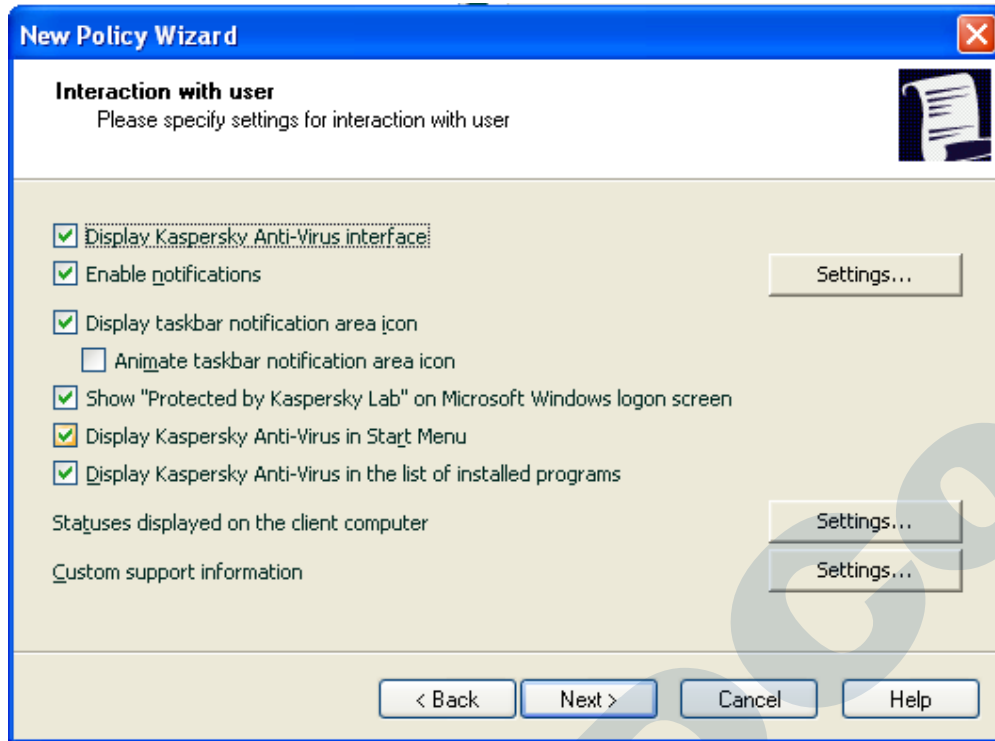 New Policy Wizard
Interaction with user
Please specify settings for interaction with user
Display Kaspersky Anti-Virus interface
Enable notifications
Settings...
Display taskbar notification area icon
Animate taskbar notification area icon
Show "Protected by Kaspersky Lab" on Microsoft Windows logon screen
Display Kaspersky Anti-Virus in Start Menu
Display Kaspersky Anti-Virus in the list of installed programs
Statuses displayed on the client computer
Settings...
Custom support information
Settings...
< Back
Next >
Cancel
Help